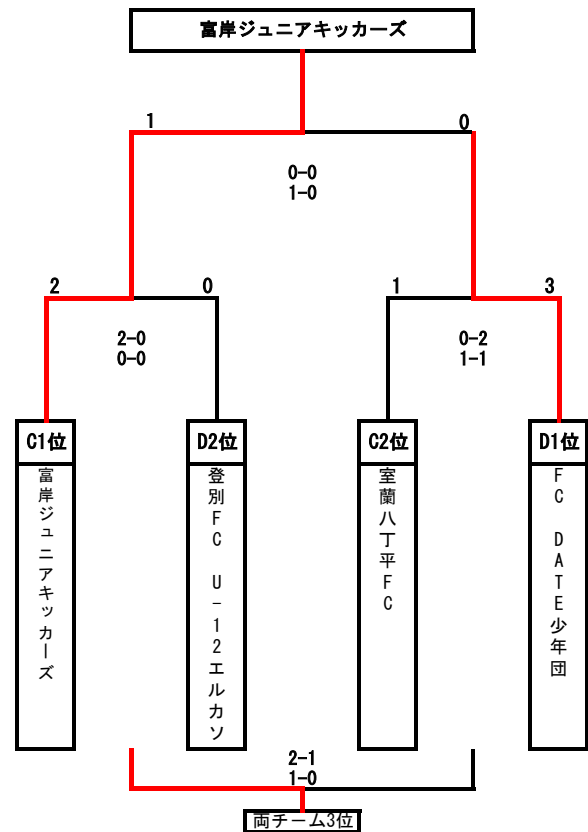 富岸ジュニアキッカーズ
1
0
0-0
1-0
2
0
1
3
2-0
0-0
0-2
1-1
C1位
D2位
C2位
D1位
富岸ジュニアキッカーズ
登別FC U-12エルカソ
室蘭八丁平FC
FC DATE少年団
2-1
1-0
両チーム3位